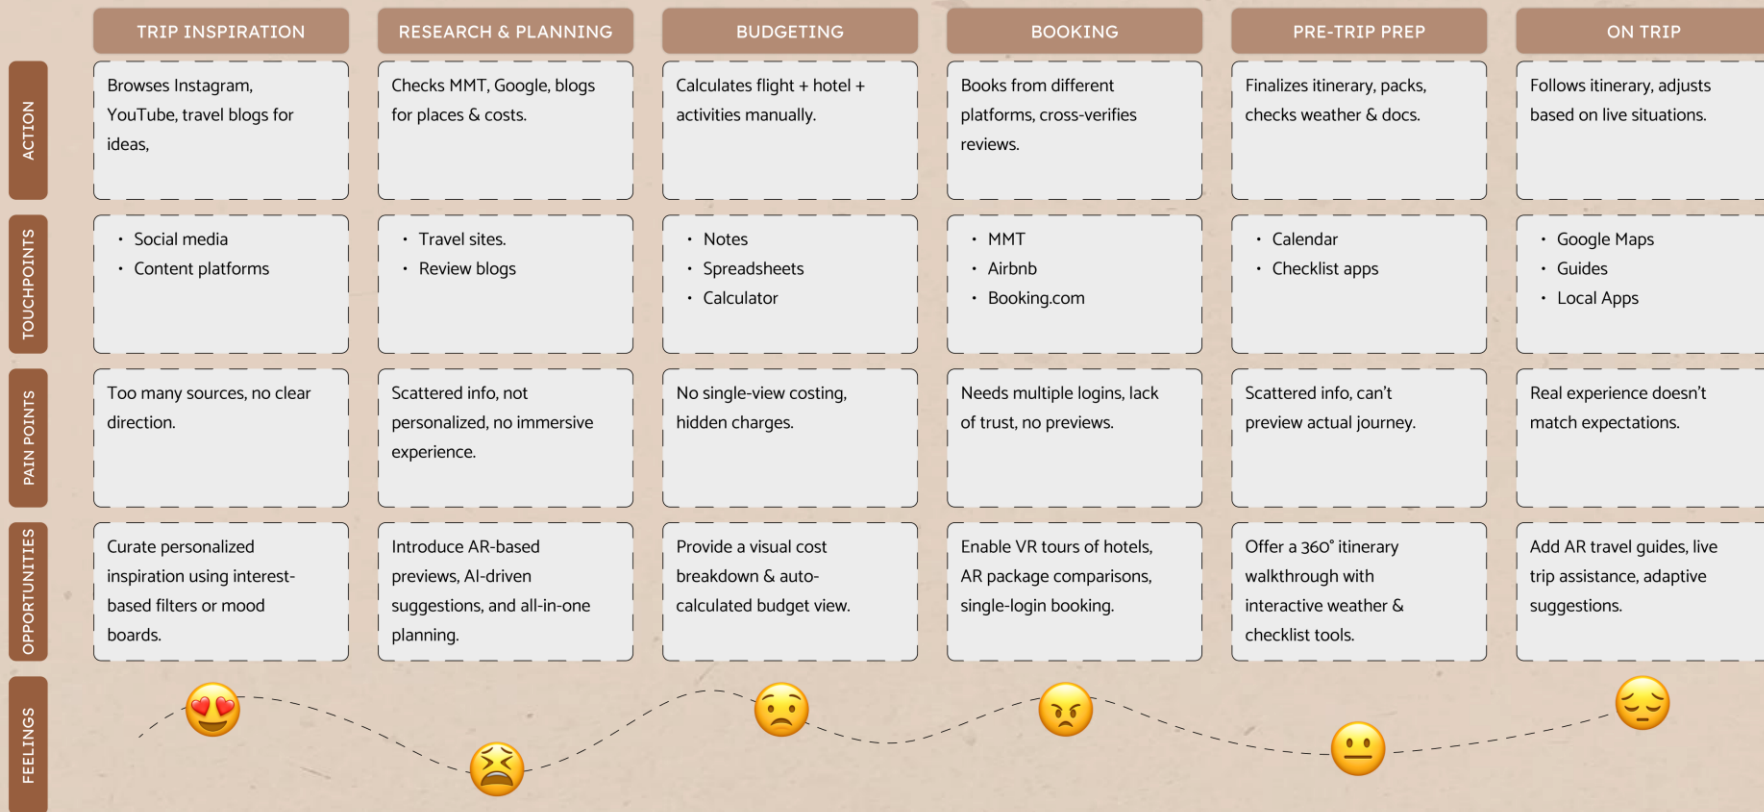 TRIP INSPIRATION
RESEARCH & PLANNING
BUDGETING
BOOKING
PRE-TRIP PREP
ON TRIP
ACTION
Browses Instagram,
YouTube, travel blogs for
ideas,
Checks MMT, Google, blogs
for places & costs.
Calculates flight + hotel +
activities manually.
Books from different
platforms, cross-verifies
reviews.
Finalizes itinerary, packs,
checks weather & docs.
Follows itinerary, adjusts
based on live situations.
TOUCHPOINTS
• Social media
• Content platforms
• Travel sites.
• Review blogs
• Notes
• Spreadsheets
• Calculator
• MMT
• Airbnb
• Booking.com
• Calendar
• Checklist apps
• Google Maps
• Guides
• Local Apps
PAIN POINTS
Too many sources, no clear
direction.
Scattered info, not
personalized, no immersive
experience.
No single-view costing,
hidden charges.
Needs multiple logins, lack
of trust, no previews.
Scattered info, can't
preview actual journey.
Real experience doesn't
match expectations.
OPPORTUNITIES
Curate personalized
inspiration using interest-
based filters or mood
boards.
Introduce AR-based
previews, AI-driven
suggestions, and all-in-one
planning.
Provide a visual cost
breakdown & auto-
calculated budget view.
Enable VR tours of hotels,
AR package comparisons,
single-login booking.
Offer a 360° itinerary
walkthrough with
interactive weather &
checklist tools.
Add AR travel guides, live
trip assistance, adaptive
suggestions.
FEELINGS